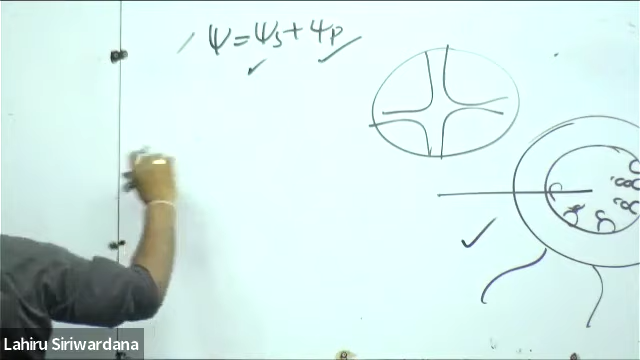 ψ = ψs + ψp
Lahiru Siriwardana